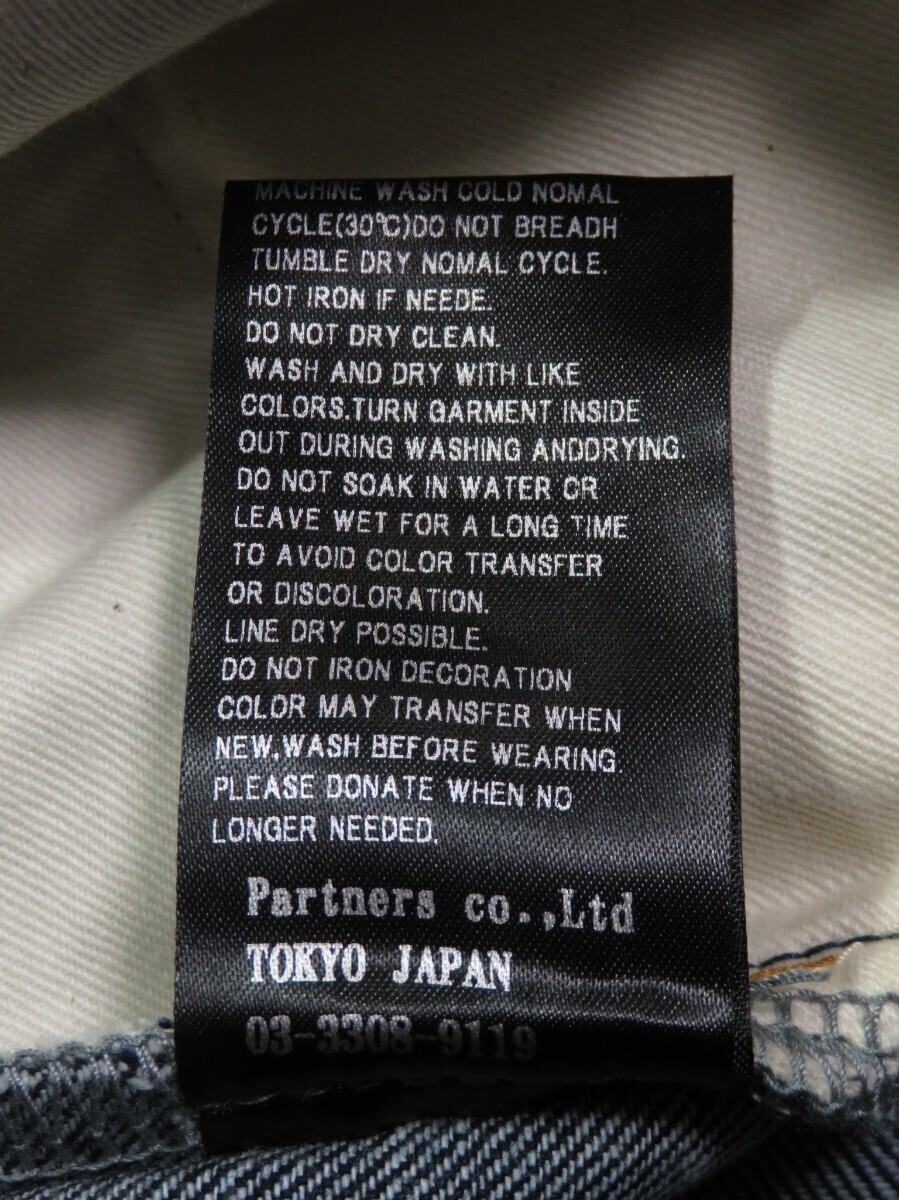 MACHINE WASH COLD NOMAL
CYCLE(30℃)DO NOT BREADH
TUMBLE DRY NOMAL CYCLE.
HOT IRON IF NEEDE.
DO NOT DRY CLEAN.
WASH AND DRY WITH LIKE
COLORS.TURN GARMENT INSIDE
OUT DURING WASHING ANDDRYING.
DO NOT SOAK IN WATER OR
LEAVE WET FOR A LONG TIME
TO AVOID COLOR TRANSFER
OR DISCOLORATION.
LINE DRY POSSIBLE.
DO NOT IRON DECORATION
COLOR MAY TRANSFER WHEN
NEW,WASH BEFORE WEARING.
PLEASE DONATE WHEN NO
LONGER NEEDED.
Partners co.,Ltd
TOKYO JAPAN
03-3308-9119